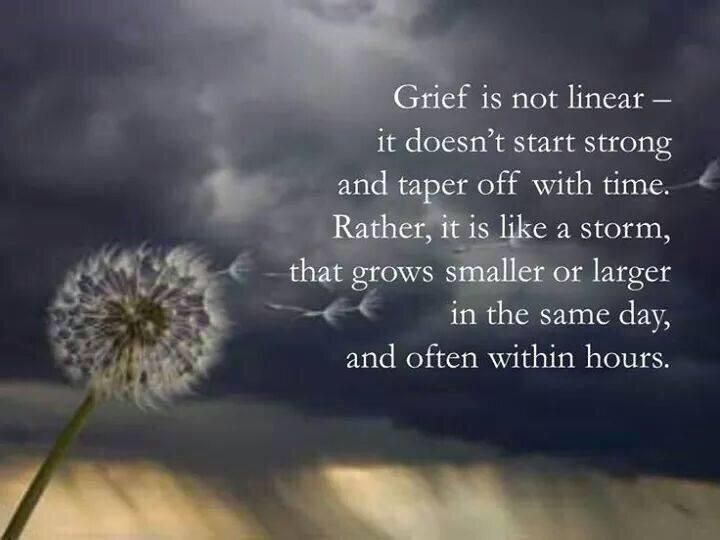 Grief is not linear –
it doesn’t start strong
and taper off with time.
Rather, it is like a storm,
that grows smaller or larger
in the same day,
and often within hours.